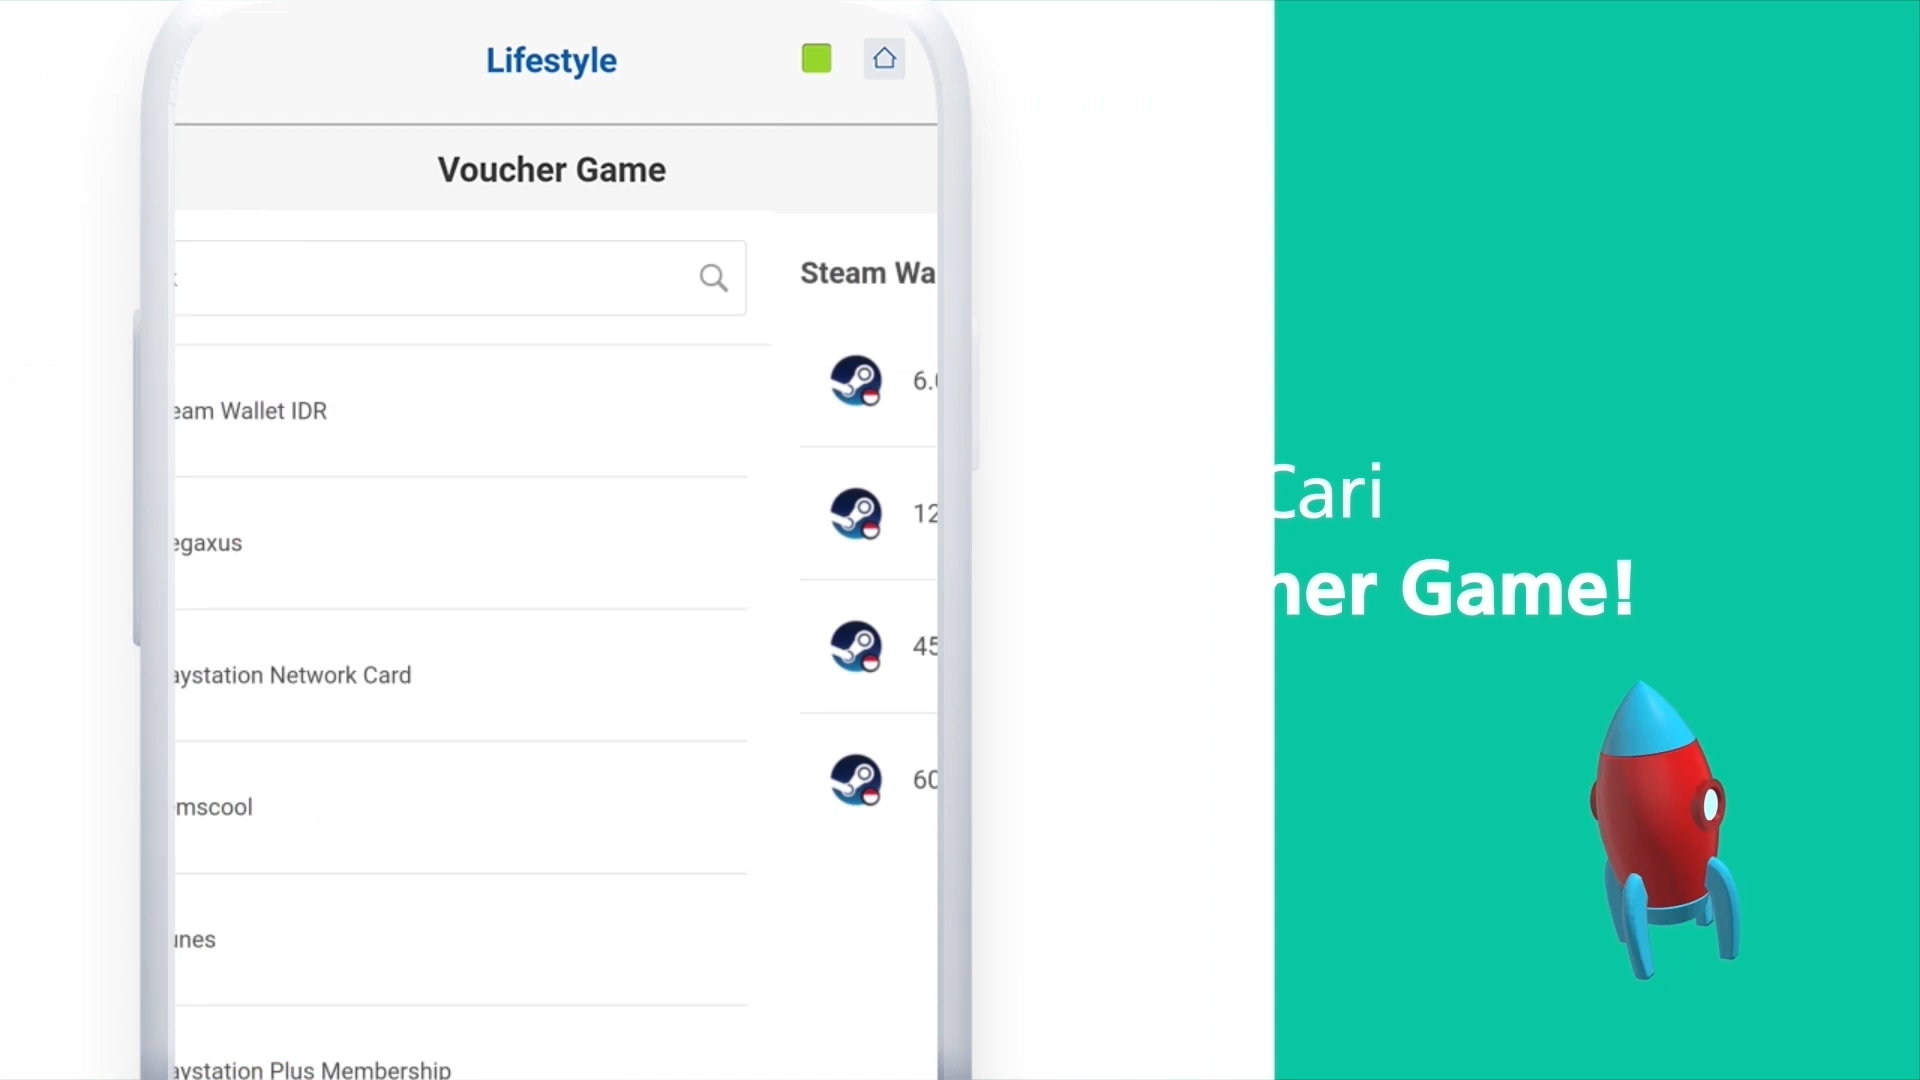 Lifestyle
Voucher Game
Steam Wa
eam Wallet IDR
egaxus
aystation Network Card
mscool
unes
aystation Plus Membership
6.
12
45
60
Cari
her Game!